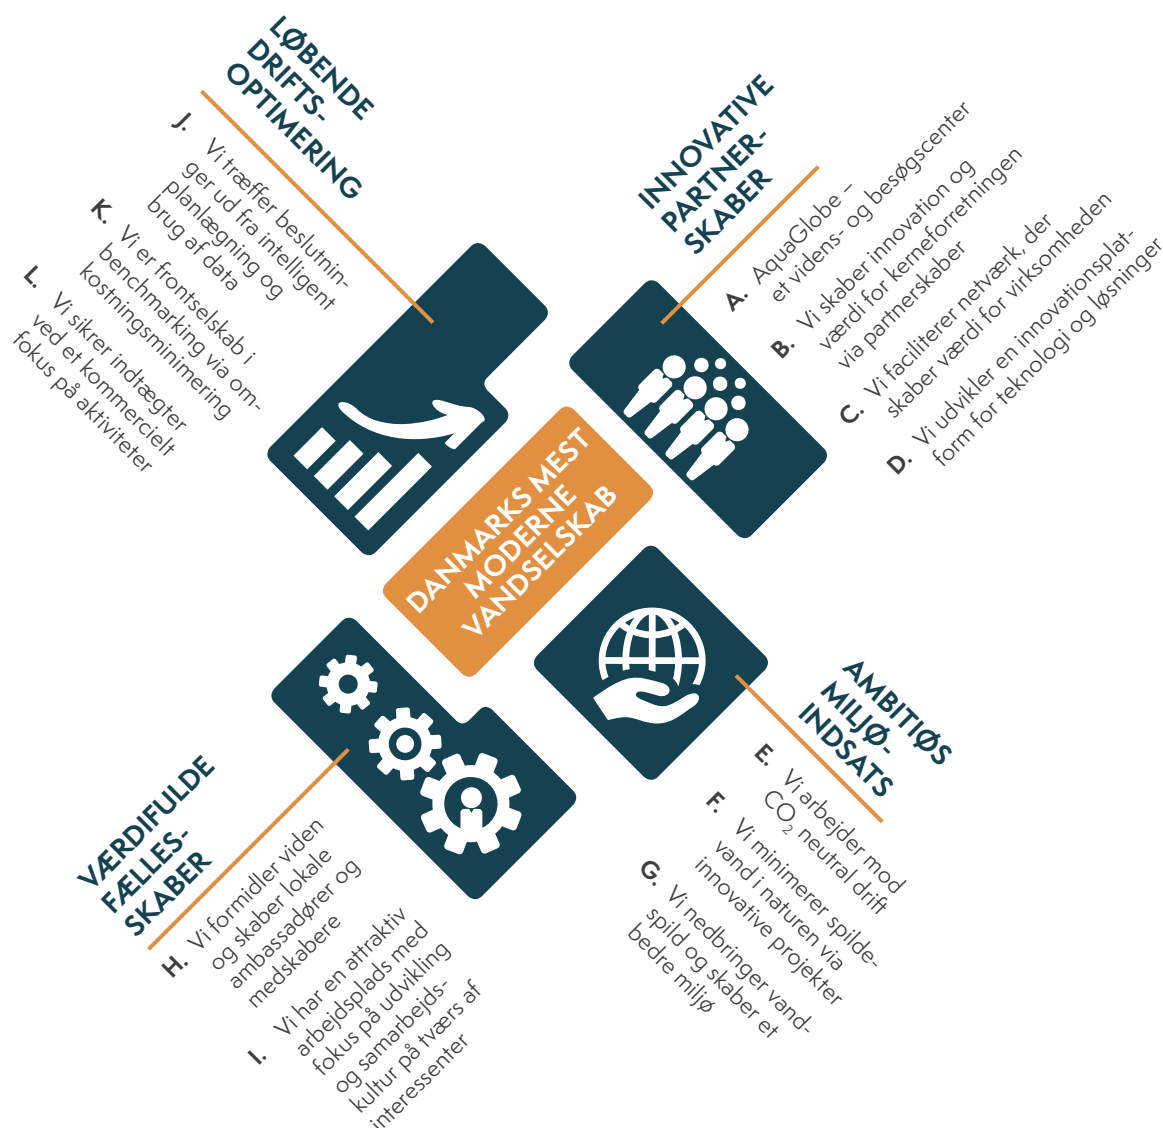 LØBENDE
DRIFTS-
OPTIMERING
J. Vi træffer beslutnin-
ger ud fra intelligent
planlægning og
brug af data
K. Vi er frontselskab i
benchmarking via om-
kostningsminimering
L. Vi sikrer indtægter
ved et kommercielt
fokus på aktiviteter
INNOVATIVE
PARTNER-
SKABER
A. AquaGlobe –
et videns- og besøgscenter
B. Vi skaber innovation og
værdi for kerneforretningen
via partnerskaber
C. Vi faciliterer netværk, der
skaber værdi for virksomheden
D. Vi udvikler en innovationsplat-
form for teknologi og løsninger
DANMARKS MEST
MODERNE
VANDSELSKAB
AMBITIØS
MILJØ-
INDSATS
E. Vi arbejder mod
CO₂ neutral drift
F. Vi minimerer spilde-
vand i naturen via
innovative projekter
G. Vi nedbringer vand-
spild og skaber et
bedre miljø
VÆRDIFULDE
FÆLLES-
SKABER
H. Vi formidler viden
og skaber lokale
ambassadører og
medskabere
I. Vi har en attraktiv
arbejdsplads med
fokus på udvikling
og samarbejds-
kultur på tværs af
interessenter